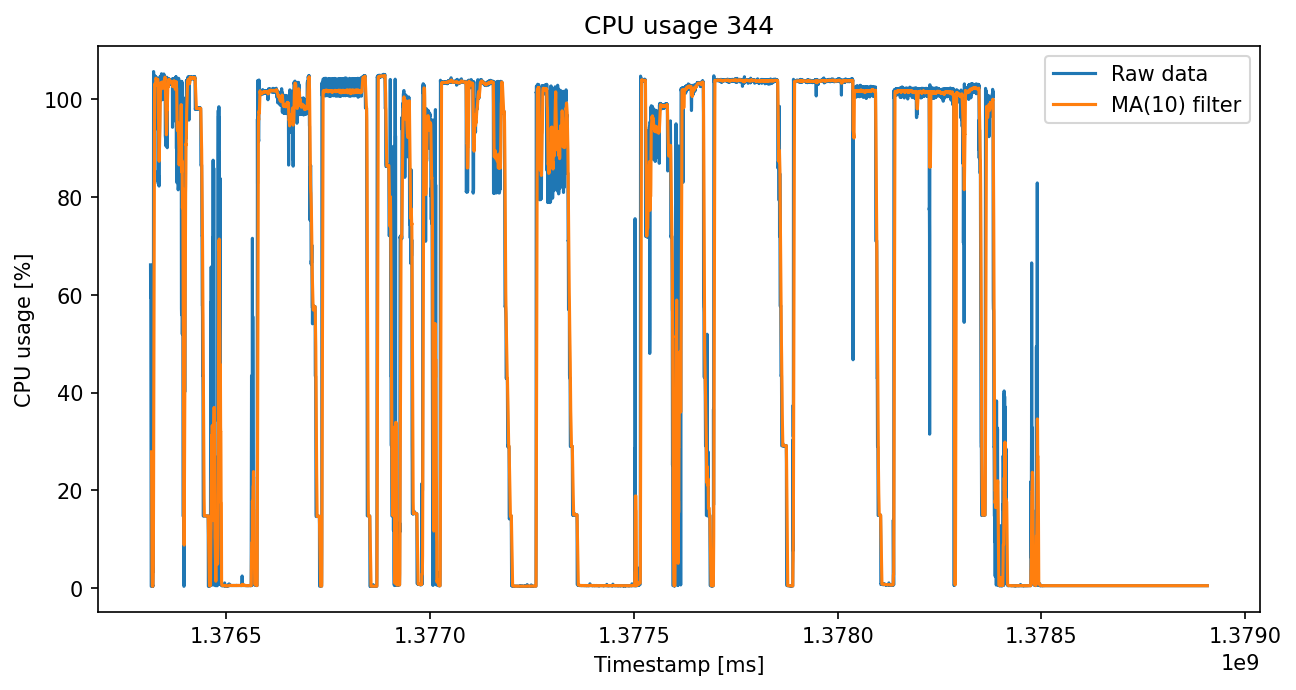 CPU usage 344
Raw data
MA(10) filter
CPU usage [%]
100
80
60
40
20
0
1.3765 1.3770 1.3775 1.3780 1.3785 1.3790
1e9
Timestamp [ms]